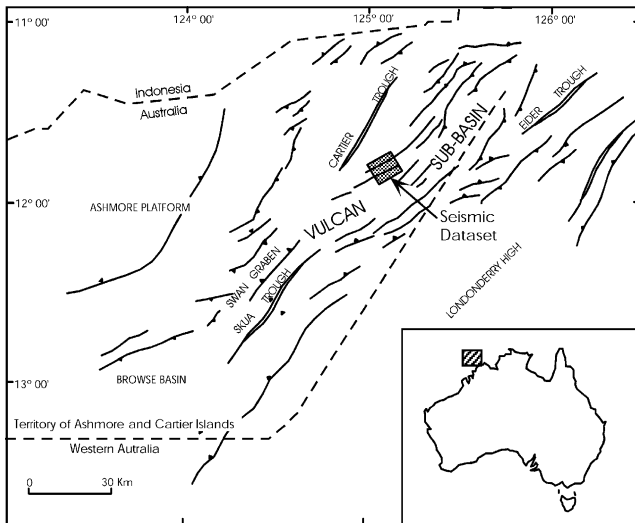 124° 00'
125° 00'
126° 00'
11° 00'
Indonesia
Australia
CARTIER TROUGH
EIDER TROUGH
SUB-BASIN
12° 00'
ASHMORE PLATFORM
VULCAN
Seismic
Dataset
SWAN GRABEN
SKUA TROUGH
LONDONDERRY HIGH
13° 00'
BROWSE BASIN
Territory of Ashmore and Cartier Islands
Western Autralia
0
30 Km